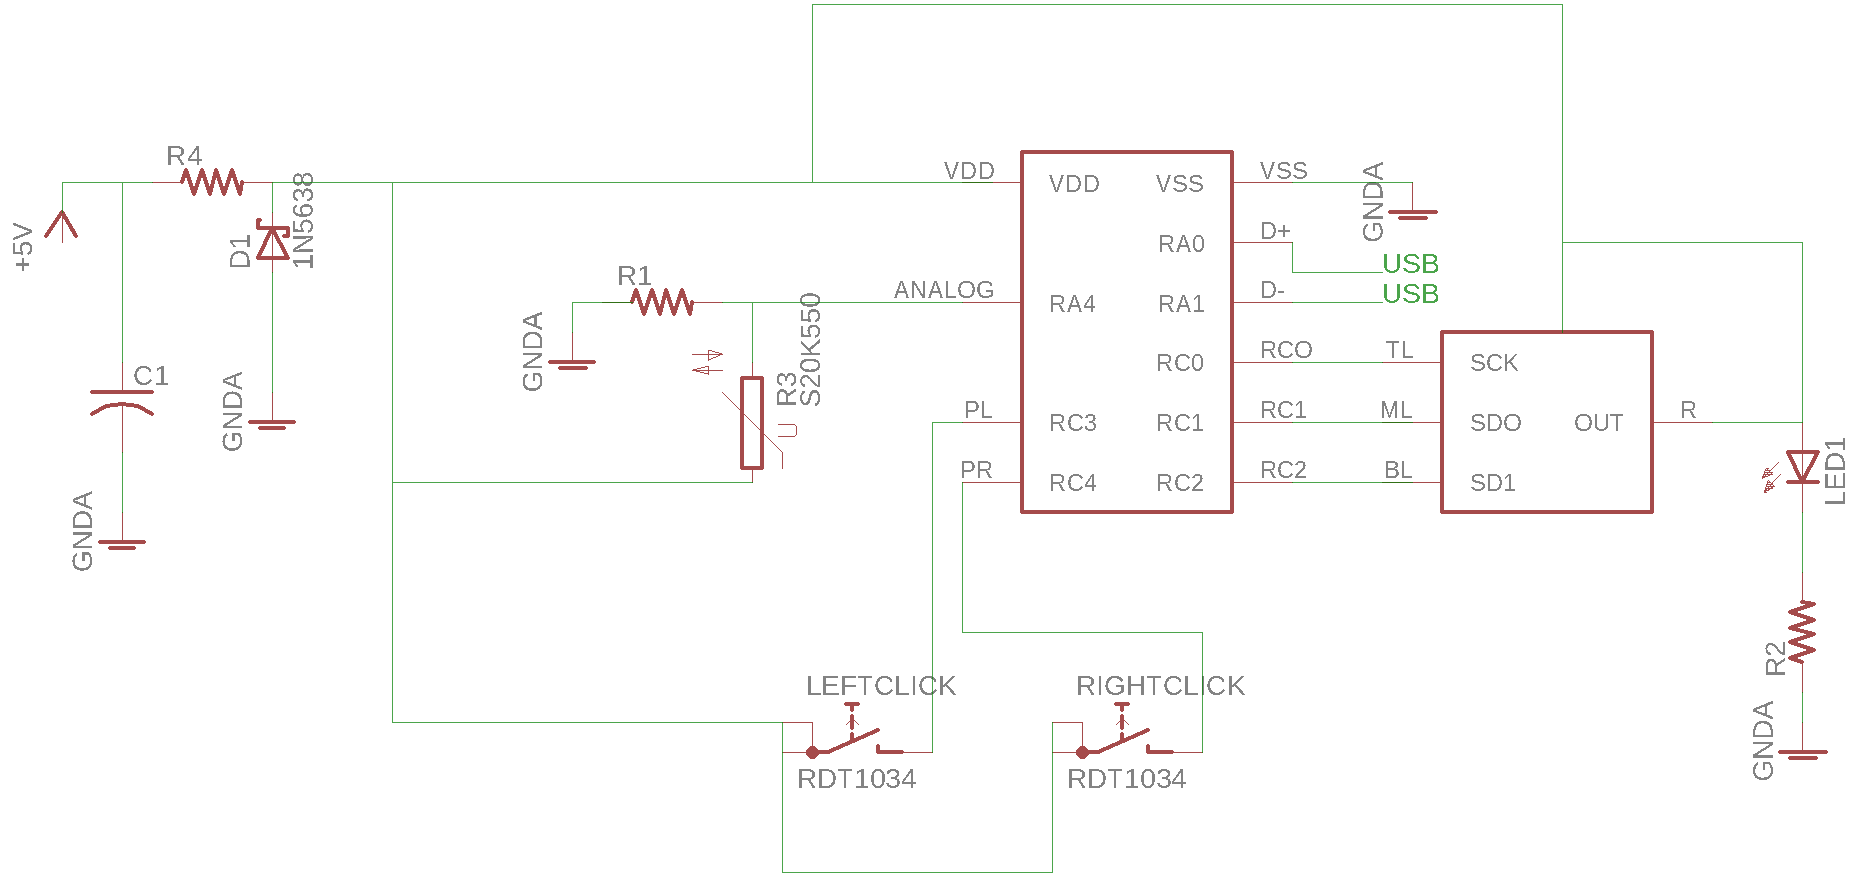 R4
+5V
D1
1N5638
C1
GNDA
GNDA
R1
GNDA
R3
S20K550
U
VDD
ANALOG
PL
PR
VDD
RA4
RC3
RC4
VSS
RA0
RA1
RC0
RC1
RC2
VSS
D+
D-
RCO
RC1
RC2
GNDA
USB
USB
TL
ML
BL
SCK
SDO
SD1
OUT
R
LED1
R2
GNDA
LEFTCLICK
RDT1034
RIGHTCLICK
RDT1034